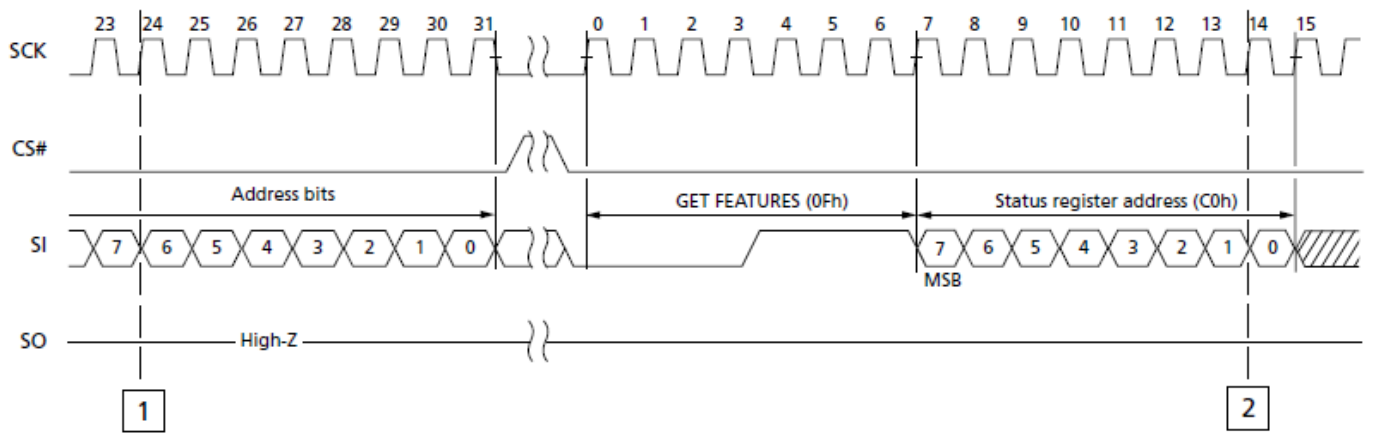 23 24 25 26 27 28 29 30 31 0 1 2 3 4 5 6 7 8 9 10 11 12 13 14 15
SCK
CS#
Address bits GET FEATURES (0Fh) Status register address (C0h)
SI 7 6 5 4 3 2 1 0 7 6 5 4 3 2 1 0
MSB
SO High-Z
1 2